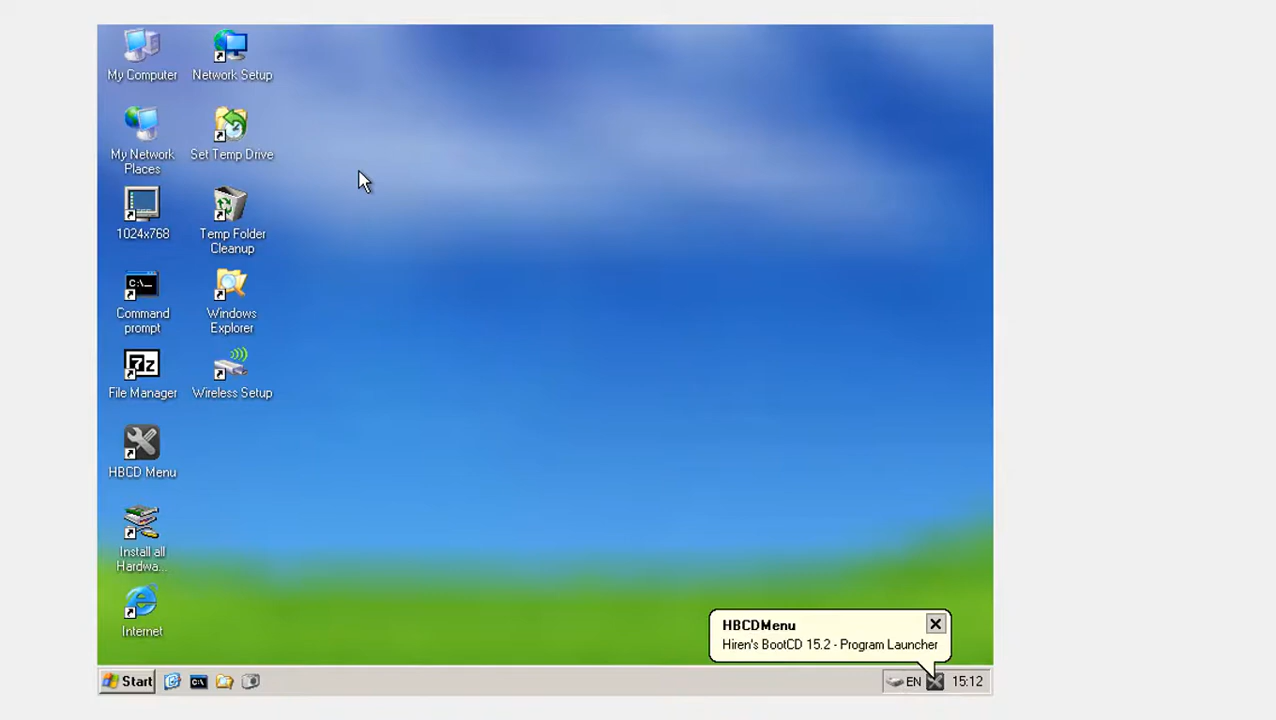 My Computer
Network Setup
My Network
Places
Set Temp Drive
1024x768
Temp Folder
Cleanup
C:\_
Command
prompt
Windows
Explorer
7z
File Manager
Wireless Setup
HBCD Menu
Install all
Hardwa...
Internet
HBCDMenu
Hiren's BootCD 15.2 - Program Launcher
Start
C:\
EN
15:12